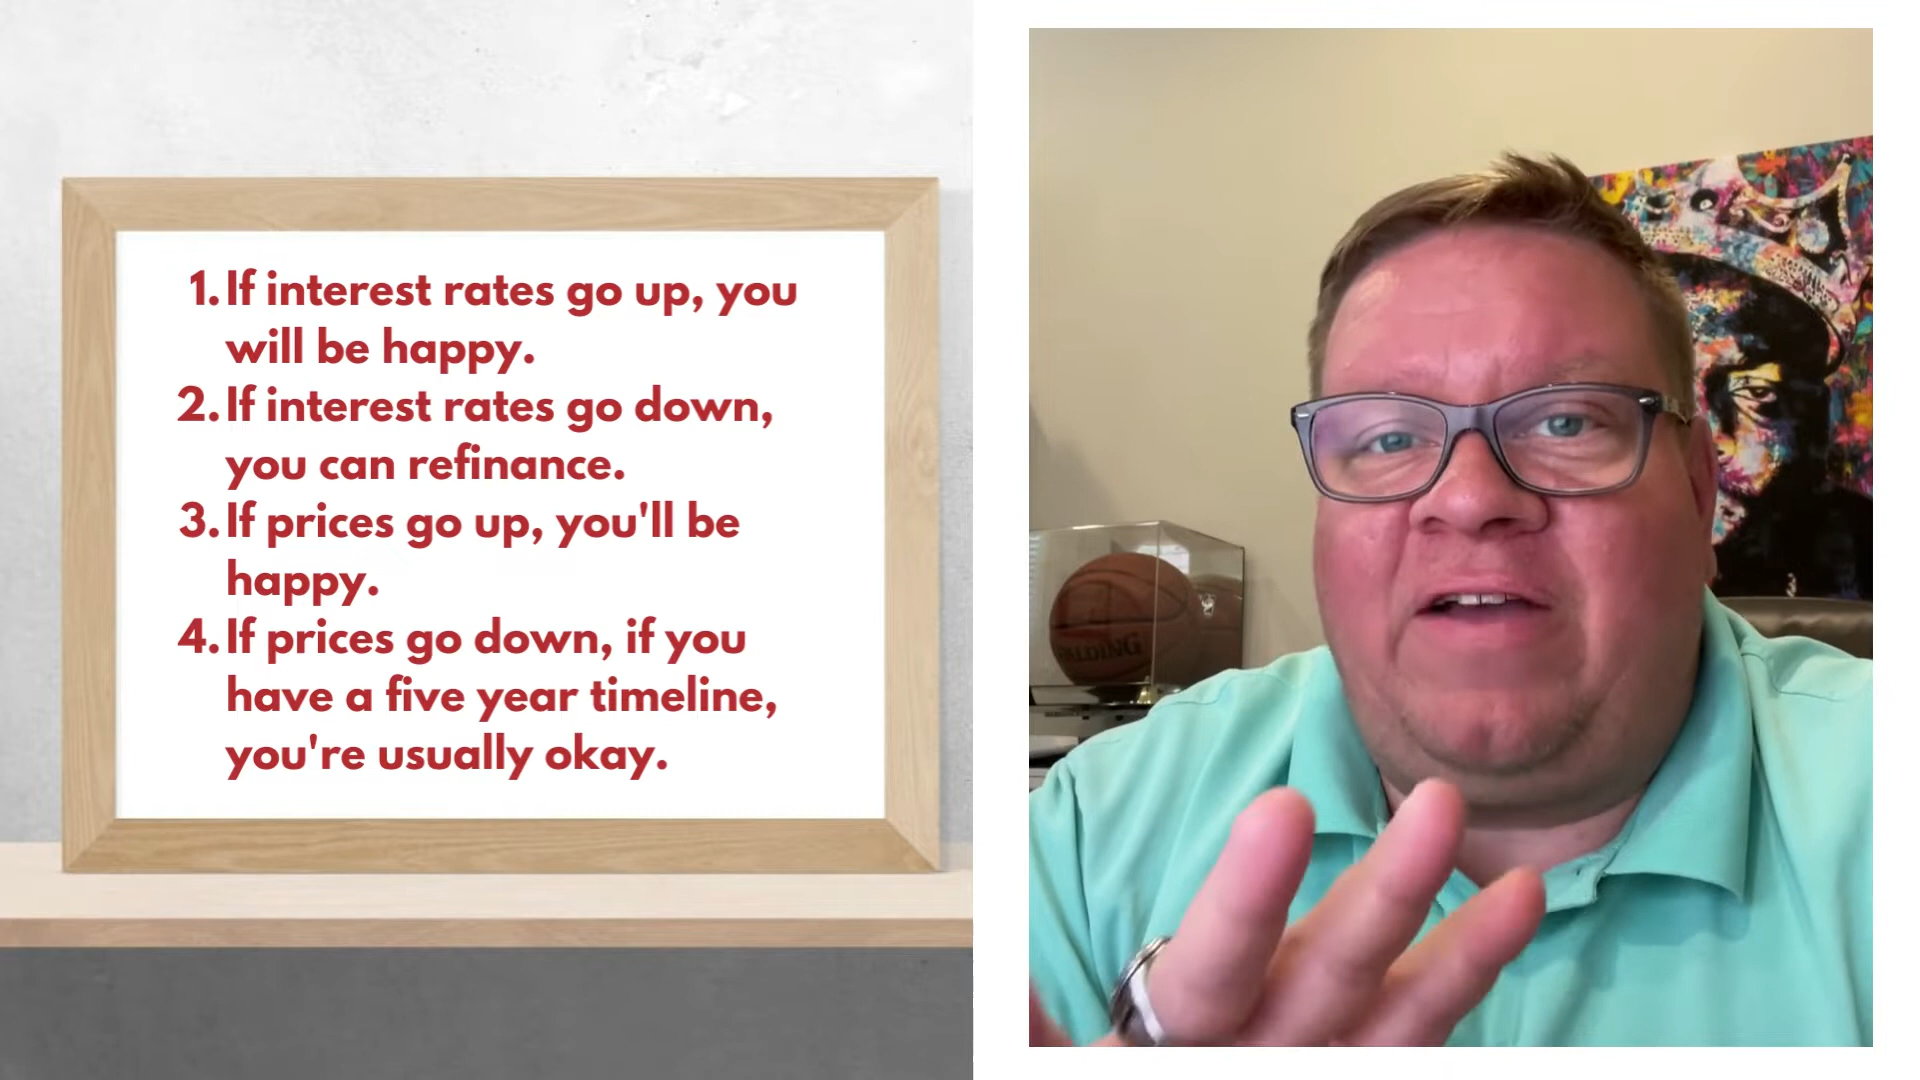 1. If interest rates go up, you
will be happy.
2. If interest rates go down,
you can refinance.
3. If prices go up, you'll be
happy.
4. If prices go down, if you
have a five year timeline,
you're usually okay.
SPALDING